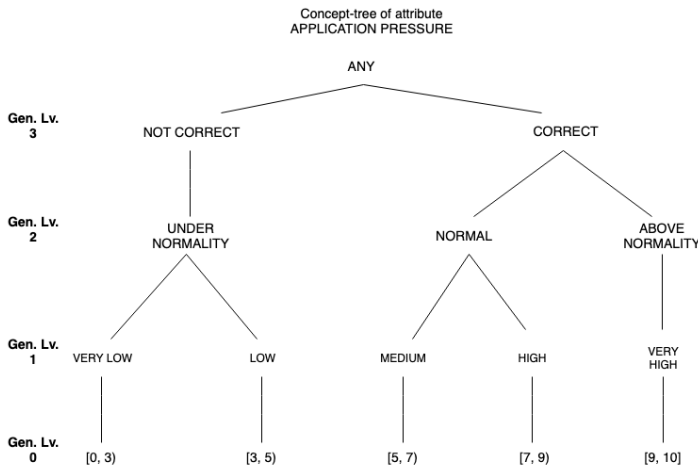 Concept-tree of attribute
APPLICATION PRESSURE
ANY
Gen. Lv.
3
NOT CORRECT
CORRECT
Gen. Lv.
2
UNDER
NORMALITY
NORMAL
ABOVE
NORMALITY
Gen. Lv.
1
VERY LOW
LOW
MEDIUM
HIGH
VERY
HIGH
Gen. Lv.
0
[0, 3)
[3, 5)
[5, 7)
[7, 9)
[9, 10]